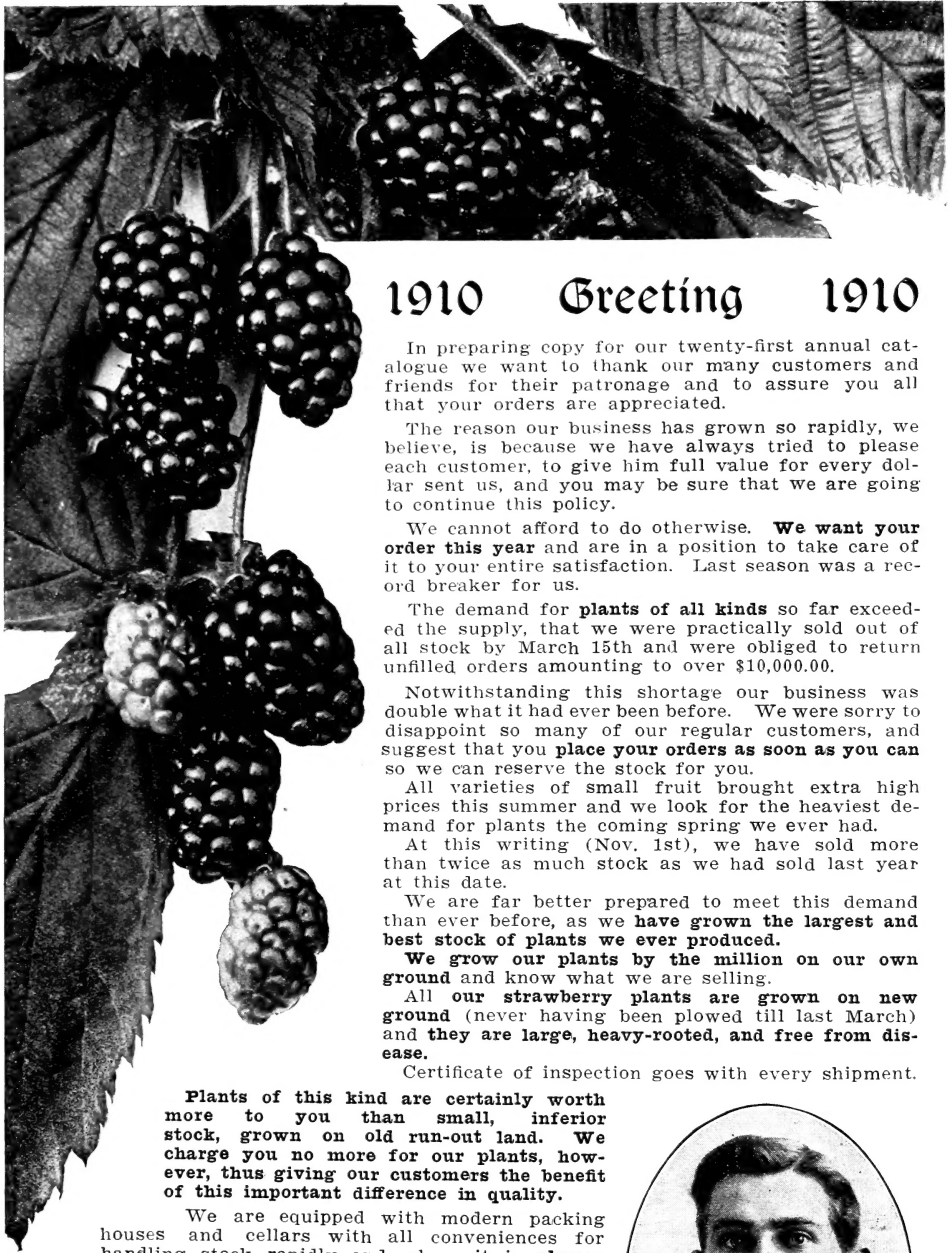 1910 Greeting 1910
In preparing copy for our twenty-first annual cat-
alogue we want to thank our many customers and
friends for their patronage and to assure you all
that your orders are appreciated.
The reason our business has grown so rapidly, we
believe, is because we have always tried to please
each customer, to give him full value for every dol-
lar sent us, and you may be sure that we are going
to continue this policy.
We cannot afford to do otherwise. We want your
order this year and are in a position to take care of
it to your entire satisfaction. Last season was a rec-
ord breaker for us.
The demand for plants of all kinds so far exceed-
ed the supply, that we were practically sold out of
all stock by March 15th and were obliged to return
unfilled orders amounting to over $10,000.00.
Notwithstanding this shortage our business was
double what it had ever been before. We were sorry to
disappoint so many of our regular customers, and
suggest that you place your orders as soon as you can
so we can reserve the stock for you.
All varieties of small fruit brought extra high
prices this summer and we look for the heaviest de-
mand for plants the coming spring we ever had.
At this writing (Nov. 1st), we have sold more
than twice as much stock as we had sold last year
at this date.
We are far better prepared to meet this demand
than ever before, as we have grown the largest and
best stock of plants we ever produced.
We grow our plants by the million on our own
ground and know what we are selling.
All our strawberry plants are grown on new
ground (never having been plowed till last March)
and they are large, heavy-rooted, and free from dis-
ease.
Certificate of inspection goes with every shipment.
Plants of this kind are certainly worth
more to you than small, inferior
stock, grown on old run-out land. We
charge you no more for our plants, how-
ever, thus giving our customers the benefit
of this important difference in quality.
We are equipped with modern packing
houses and cellars with all conveniences for
handling stock rapidly and